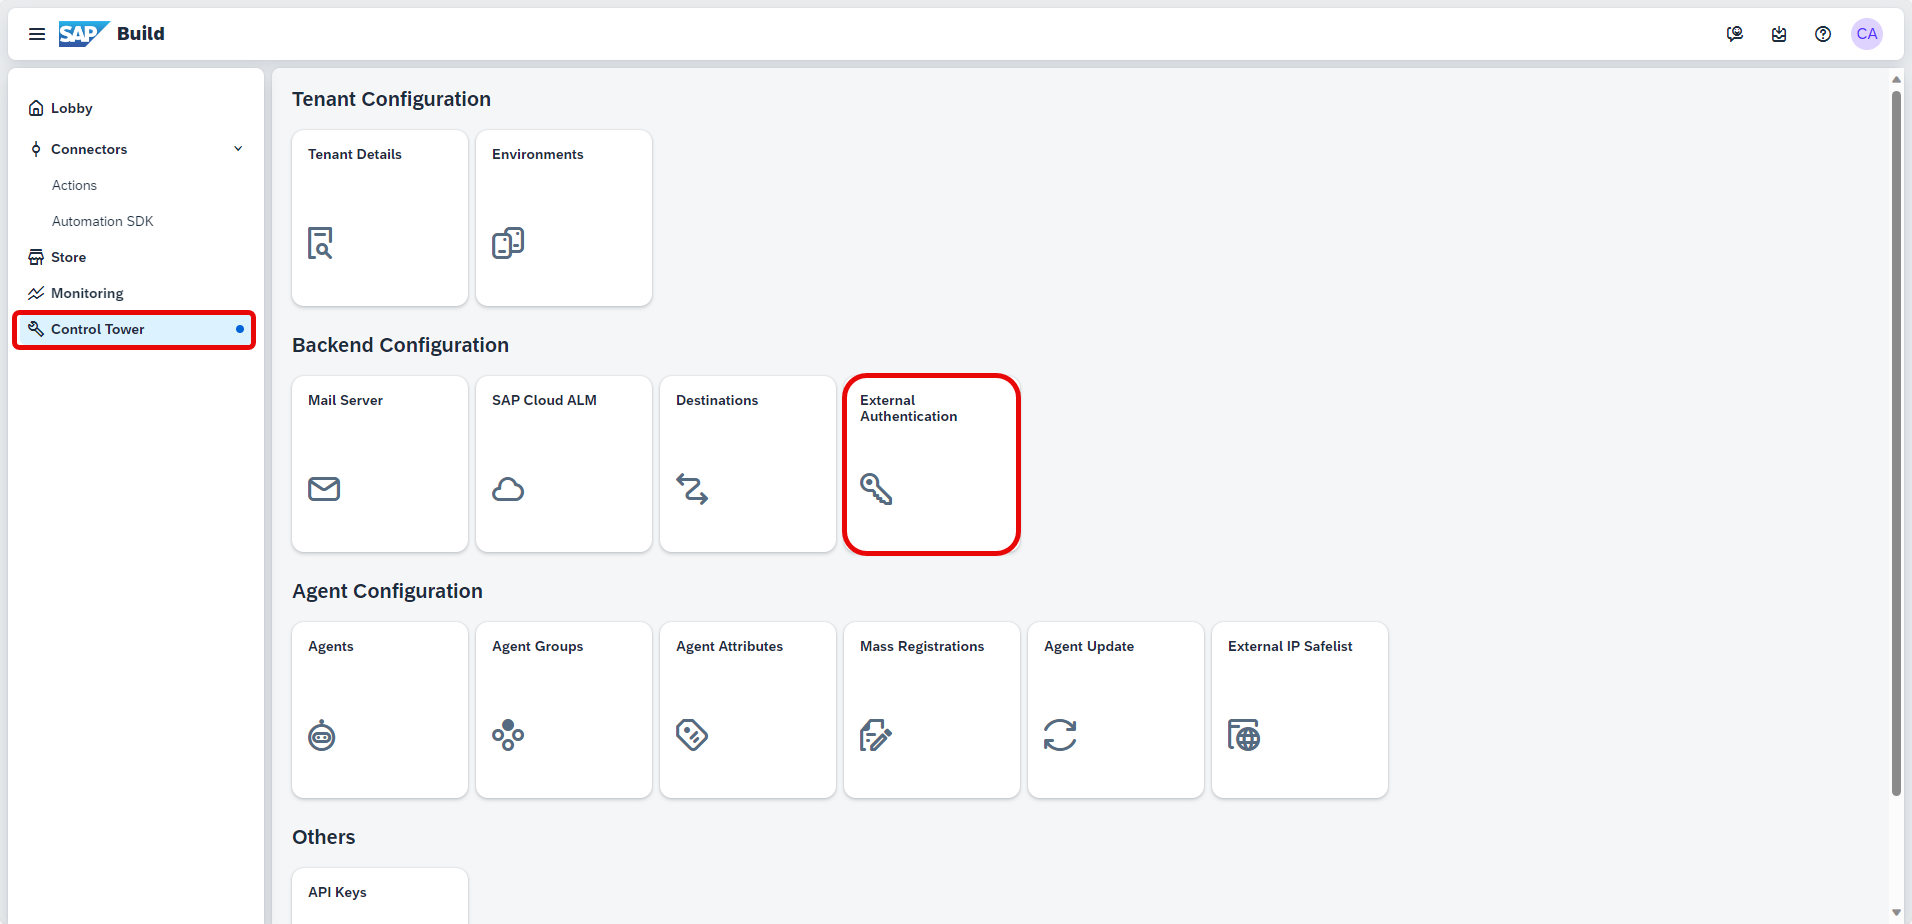 SAP Build
CA
Lobby
Connectors
Actions
Automation SDK
Store
Monitoring
Control Tower
Tenant Configuration
Tenant Details
Environments
Backend Configuration
Mail Server
SAP Cloud ALM
Destinations
External
Authentication
Agent Configuration
Agents
Agent Groups
Agent Attributes
Mass Registrations
Agent Update
External IP Safelist
Others
API Keys